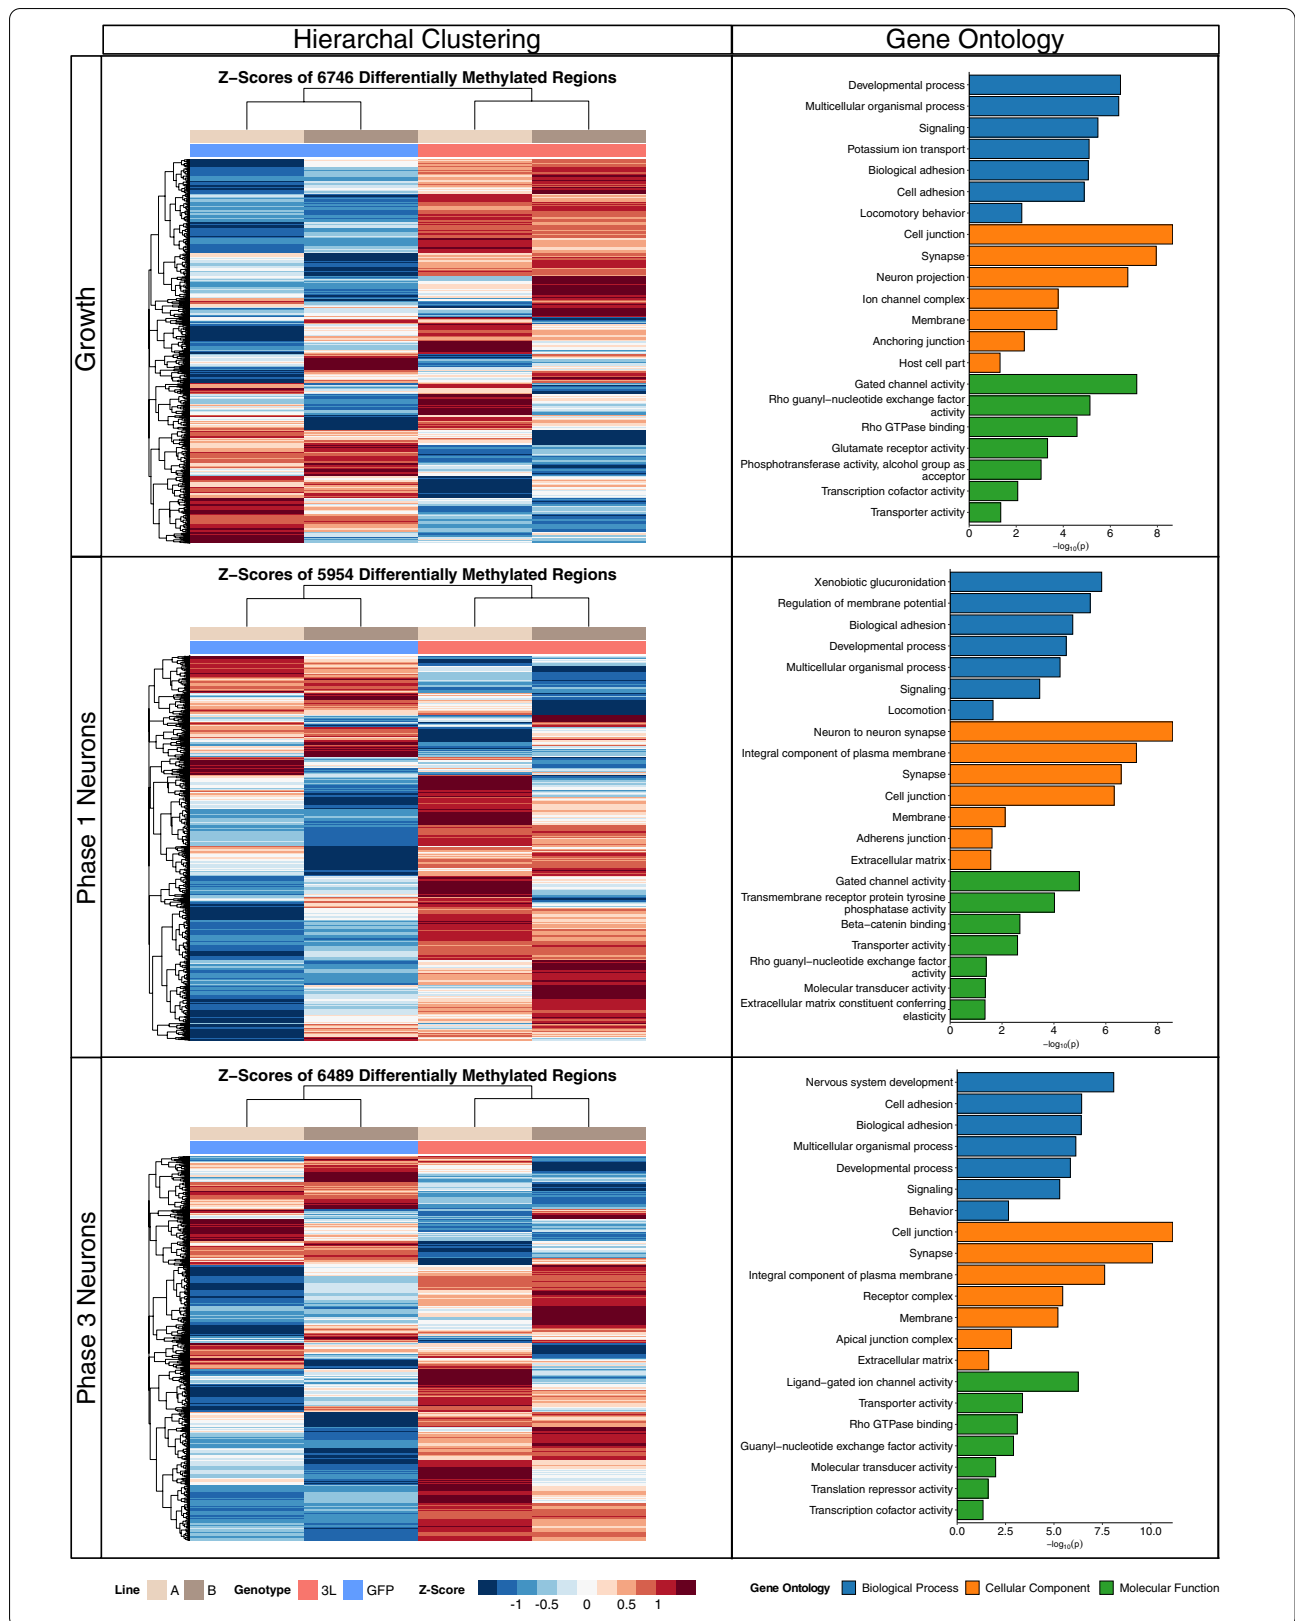 Hierarchal Clustering
Gene Ontology
Growth
Z−Scores of 6746 Differentially Methylated Regions
Developmental process
Multicellular organismal process
Signaling
Potassium ion transport
Biological adhesion
Cell adhesion
Locomotory behavior
Cell junction
Synapse
Neuron projection
Ion channel complex
Membrane
Anchoring junction
Host cell part
Gated channel activity
Rho guanyl−nucleotide exchange factor
activity
Rho GTPase binding
Glutamate receptor activity
Phosphotransferase activity, alcohol group as
acceptor
Transcription cofactor activity
Transporter activity
0 2 4 6 8
−log₁₀(p)
Phase 1 Neurons
Z−Scores of 5954 Differentially Methylated Regions
Xenobiotic glucuronidation
Regulation of membrane potential
Biological adhesion
Developmental process
Multicellular organismal process
Signaling
Locomotion
Neuron to neuron synapse
Integral component of plasma membrane
Synapse
Cell junction
Membrane
Adherens junction
Extracellular matrix
Gated channel activity
Transmembrane receptor protein tyrosine
phosphatase activity
Beta−catenin binding
Transporter activity
Rho guanyl−nucleotide exchange factor
activity
Molecular transducer activity
Extracellular matrix constituent conferring
elasticity
0 2 4 6 8
−log₁₀(p)
Phase 3 Neurons
Z−Scores of 6489 Differentially Methylated Regions
Nervous system development
Cell adhesion
Biological adhesion
Multicellular organismal process
Developmental process
Signaling
Behavior
Cell junction
Synapse
Integral component of plasma membrane
Receptor complex
Membrane
Apical junction complex
Extracellular matrix
Ligand−gated ion channel activity
Transporter activity
Rho GTPase binding
Guanyl−nucleotide exchange factor activity
Molecular transducer activity
Translation repressor activity
Transcription cofactor activity
0.0 2.5 5.0 7.5 10.0
−log₁₀(p)
Line A B Genotype 3L GFP Z−Score
-1 -0.5 0 0.5 1
Gene Ontology Biological Process Cellular Component Molecular Function